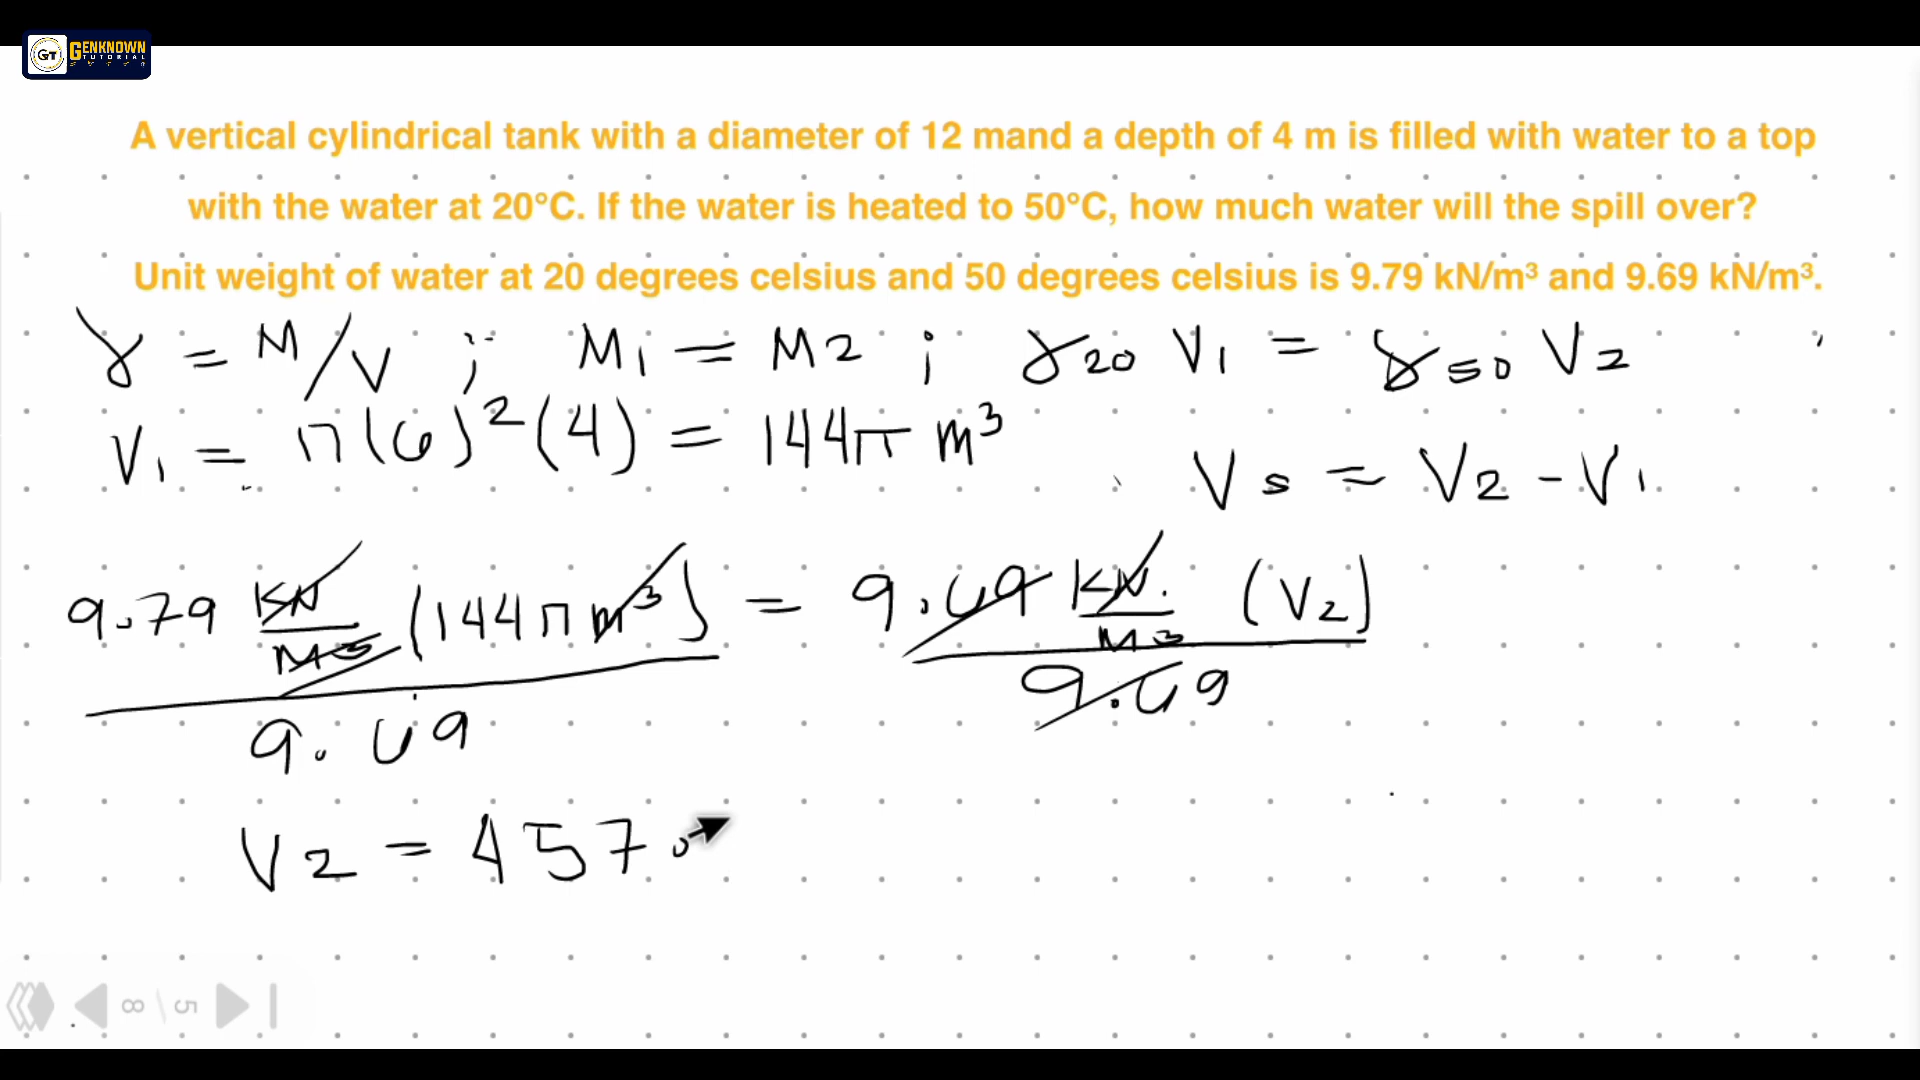 GT GENKNOWN
TUTORIAL
A vertical cylindrical tank with a diameter of 12 mand a depth of 4 m is filled with water to a top
with the water at 20°C. If the water is heated to 50°C, how much water will the spill over?
Unit weight of water at 20 degrees celsius and 50 degrees celsius is 9.79 kN/m³ and 9.69 kN/m³.
γ = M/V ; M1 = M2 ; γ20 V1 = γ50 V2
V1 = π(6)²(4) = 144π m³
Vs = V2 - V1
9.79 KN/M3 (144π m³) = 9.69 KN/M3 (V2)
9.69 9.69
V2 = 457.
8 \ 5